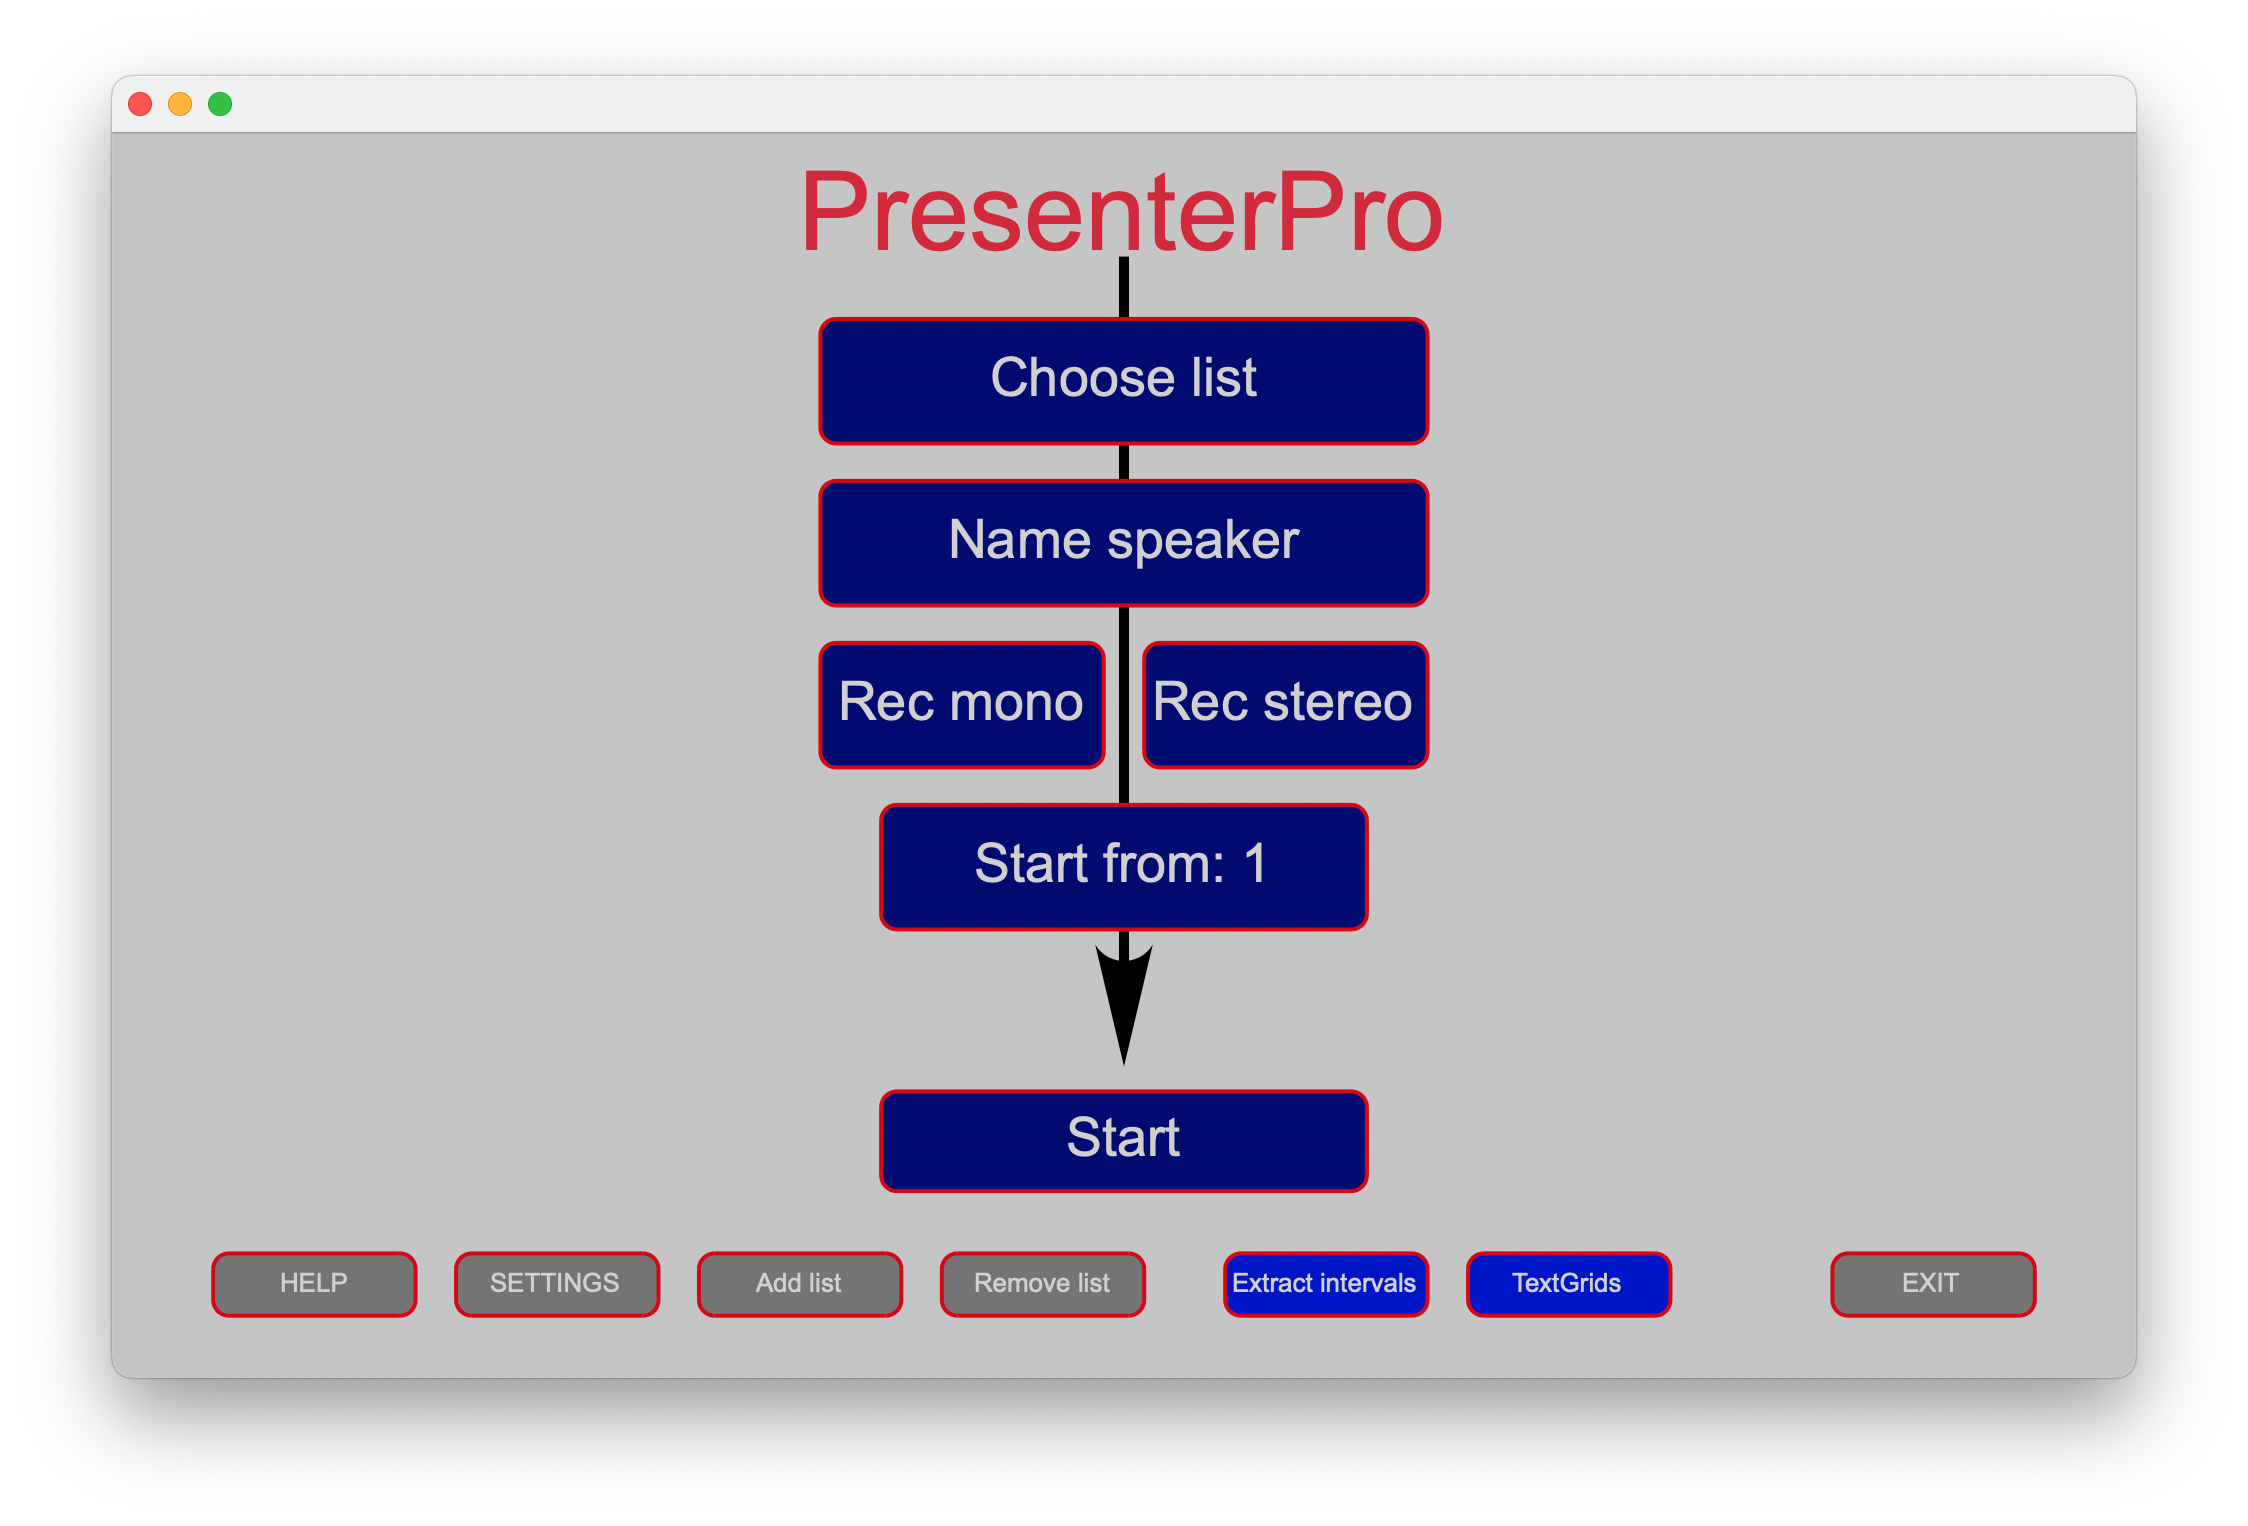 PresenterPro
Choose list
Name speaker
Rec mono Rec stereo
Start from: 1
Start
HELP SETTINGS Add list Remove list Extract intervals TextGrids EXIT